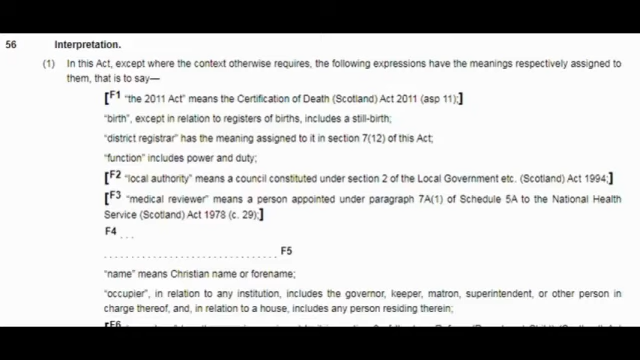 56 Interpretation.
(1) In this Act, except where the context otherwise requires, the following expressions have the meanings respectively assigned to
them, that is to say—
[F1 “the 2011 Act” means the Certification of Death (Scotland) Act 2011 (asp 11);]
“birth”, except in relation to registers of births, includes a still-birth;
“district registrar” has the meaning assigned to it in section 7(12) of this Act;
“function” includes power and duty;
[F2 “local authority” means a council constituted under section 2 of the Local Government etc. (Scotland) Act 1994;]
[F3 “medical reviewer” means a person appointed under paragraph 7A(1) of Schedule 5A to the National Health
Service (Scotland) Act 1978 (c. 29);]
F4 . . .
. . . . . . . . . . . . . . . . . . . . . . . . . . . . . . . F5
“name” means Christian name or forename;
“occupier”, in relation to any institution, includes the governor, keeper, matron, superintendent, or other person in
charge thereof, and, in relation to a house, includes any person residing therein;
[F6